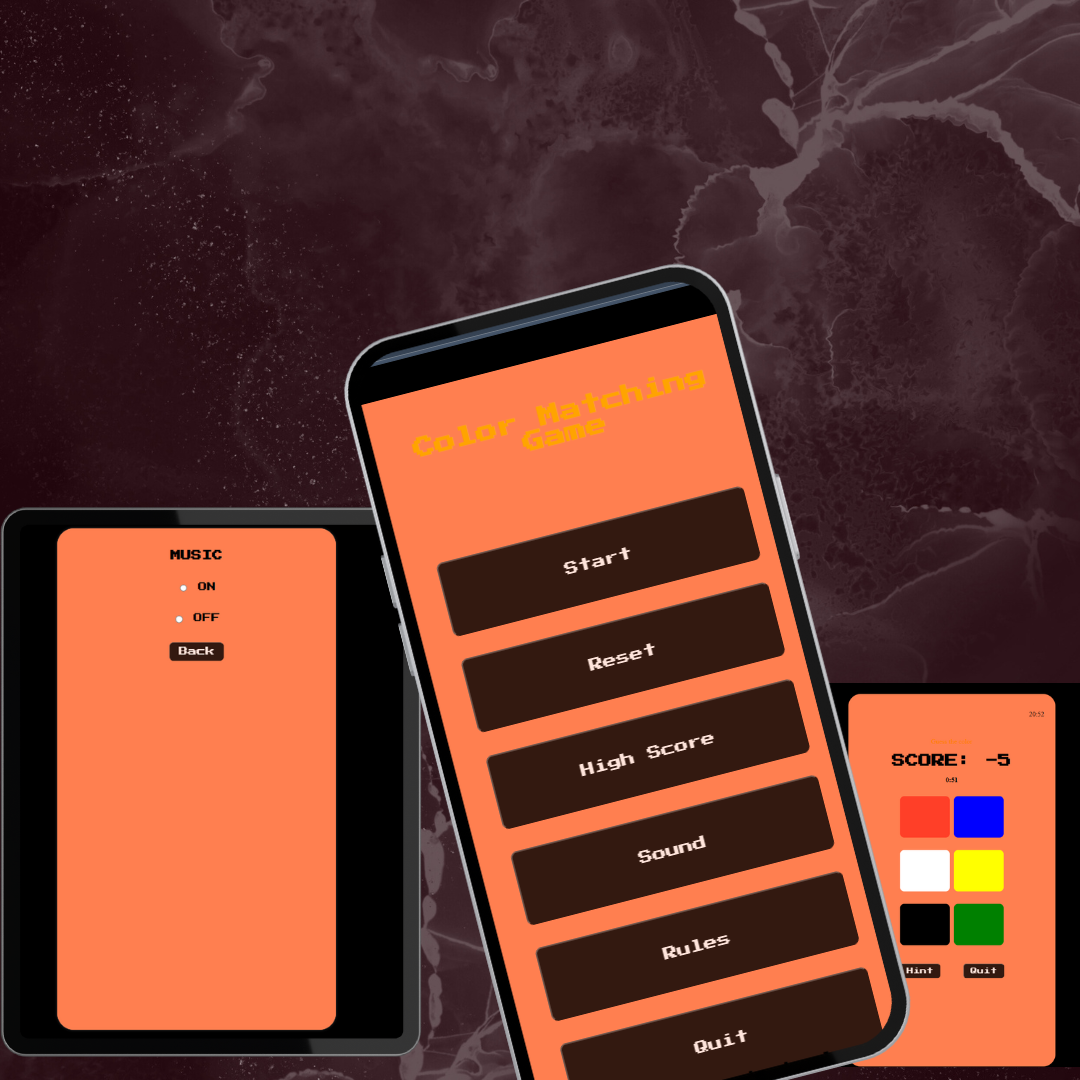 Color Matching
Game
Start
Reset
High Score
Sound
Rules
Quit
MUSIC
ON
OFF
Back
20:52
SCORE: -5
0:51
Hint
Quit